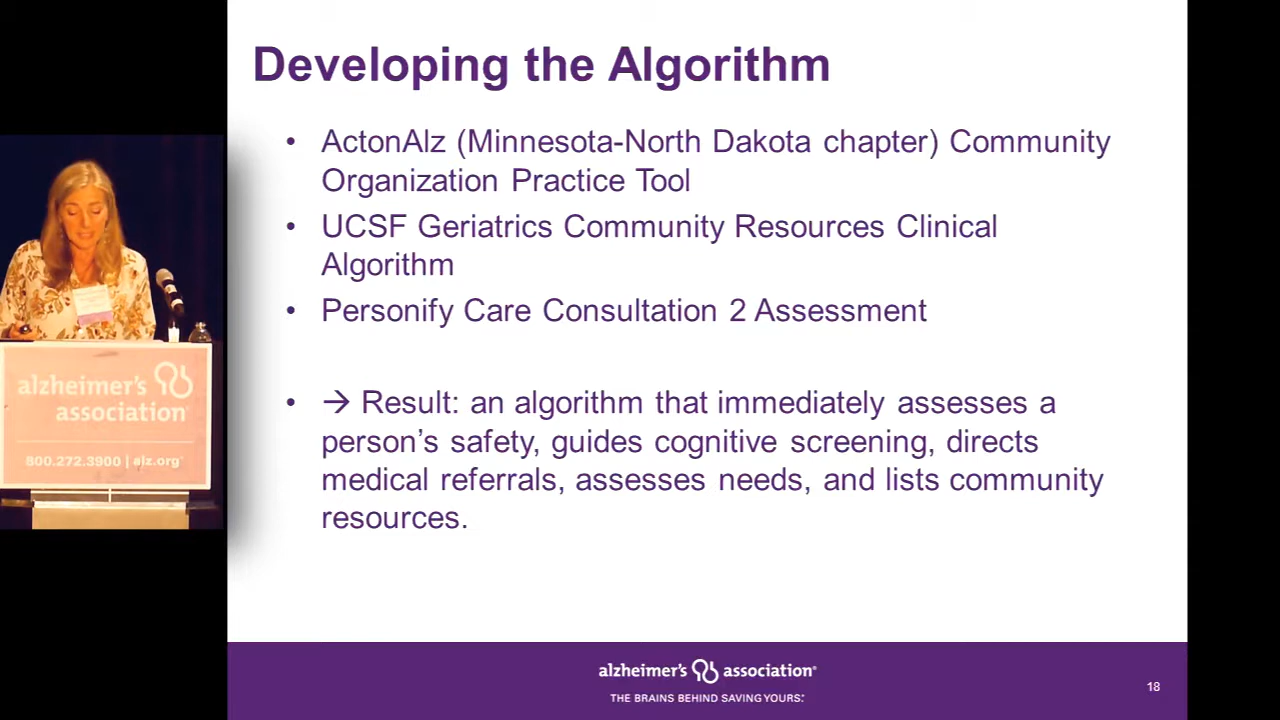 Developing the Algorithm
• ActonAlz (Minnesota-North Dakota chapter) Community
Organization Practice Tool
• UCSF Geriatrics Community Resources Clinical
Algorithm
• Personify Care Consultation 2 Assessment
• → Result: an algorithm that immediately assesses a
person's safety, guides cognitive screening, directs
medical referrals, assesses needs, and lists community
resources.
alzheimer's
association
800.272.3900 | alz.org®
alzheimer's association®
THE BRAINS BEHIND SAVING YOURS.™
18